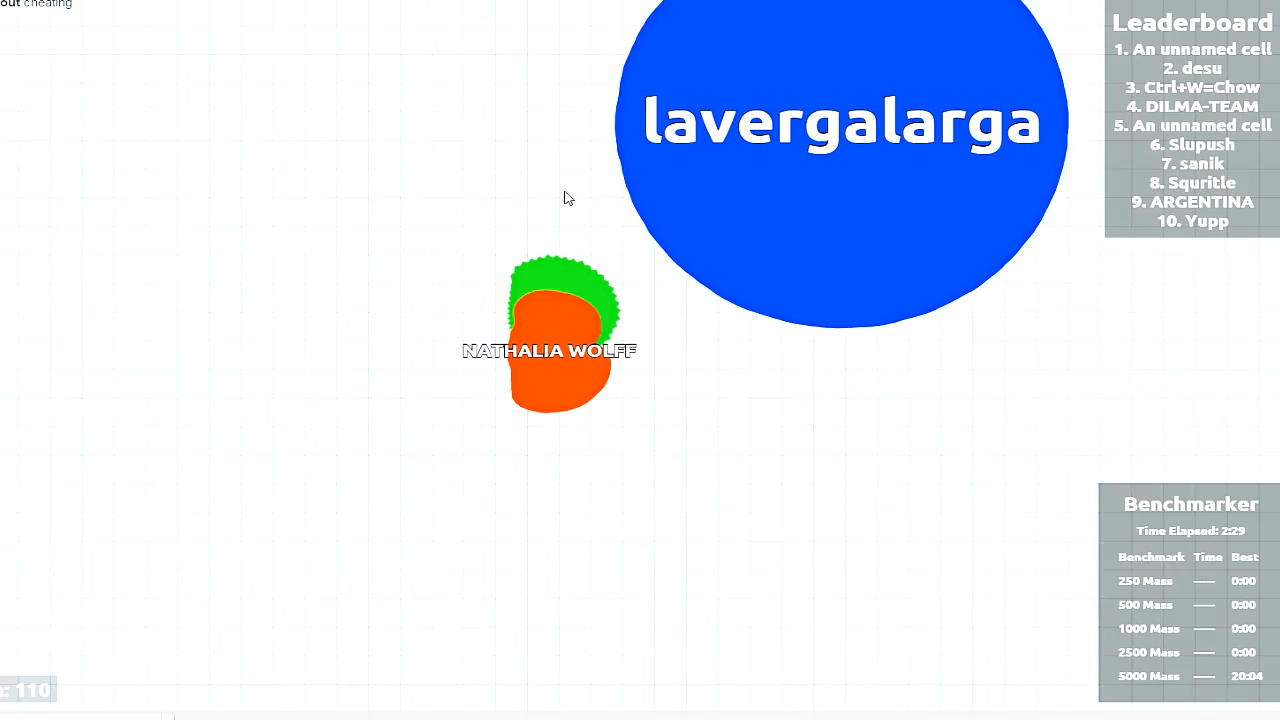 out cheating
lavergalarga
NATHALIA WOLFF
Leaderboard
1. An unnamed cell
2. desu
3. Ctrl+W=Chow
4. DILMA-TEAM
5. An unnamed cell
6. Slupush
7. sanik
8. Squritle
9. ARGENTINA
10. Yupp
Benchmarker
Time Elapsed: 2:29
Benchmark Time Best
250 Mass — 0:00
500 Mass — 0:00
1000 Mass — 0:00
2500 Mass — 0:00
5000 Mass — 20:04
: 110